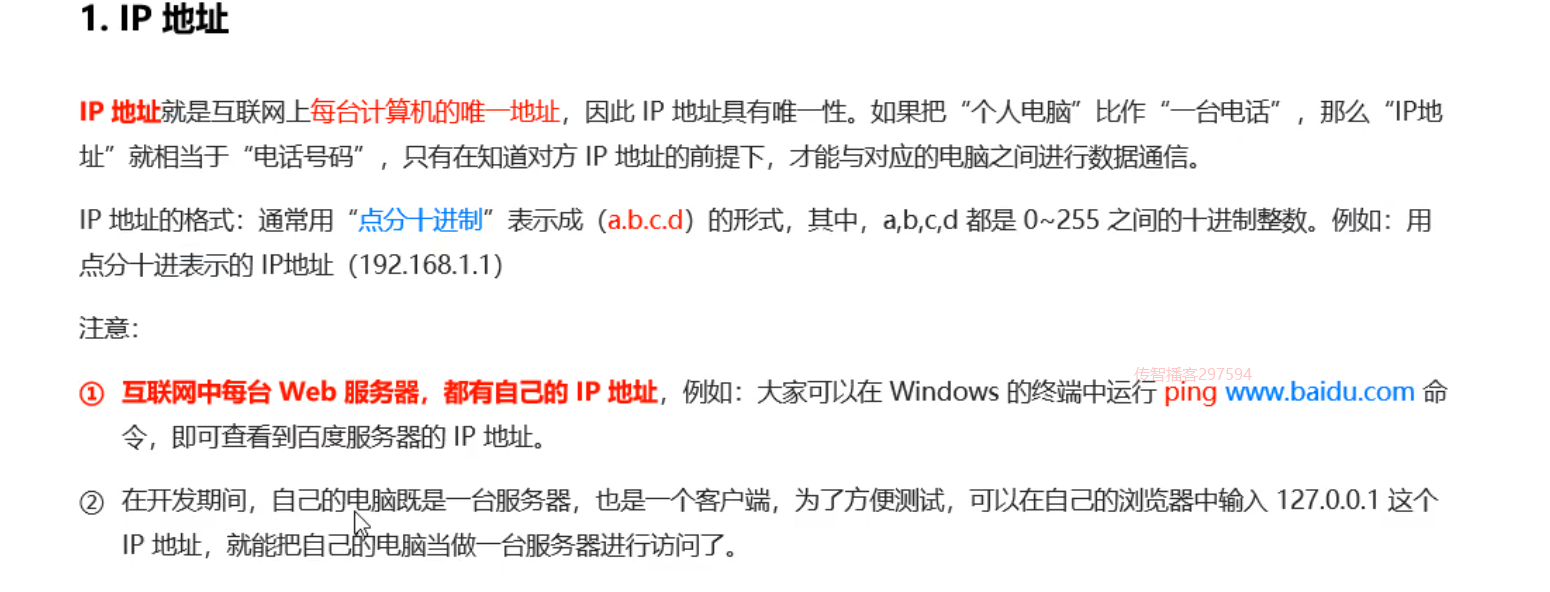 1. IP 地址
IP 地址就是互联网上每台计算机的唯一地址，因此 IP 地址具有唯一性。如果把“个人电脑”比作“一台电话”，那么“IP地
址”就相当于“电话号码”，只有在知道对方 IP 地址的前提下，才能与对应的电脑之间进行数据通信。
IP 地址的格式：通常用“点分十进制”表示成（a.b.c.d）的形式，其中，a,b,c,d 都是 0~255 之间的十进制整数。例如：用
点分十进表示的 IP地址（192.168.1.1）
注意：
① 互联网中每台 Web 服务器，都有自己的 IP 地址，例如：大家可以在 Windows 的终端中运行 ping www.baidu.com 命
令，即可查看到百度服务器的 IP 地址。
传智播客297594
② 在开发期间，自己的电脑既是一台服务器，也是一个客户端，为了方便测试，可以在自己的浏览器中输入 127.0.0.1 这个
IP 地址，就能把自己的电脑当做一台服务器进行访问了。